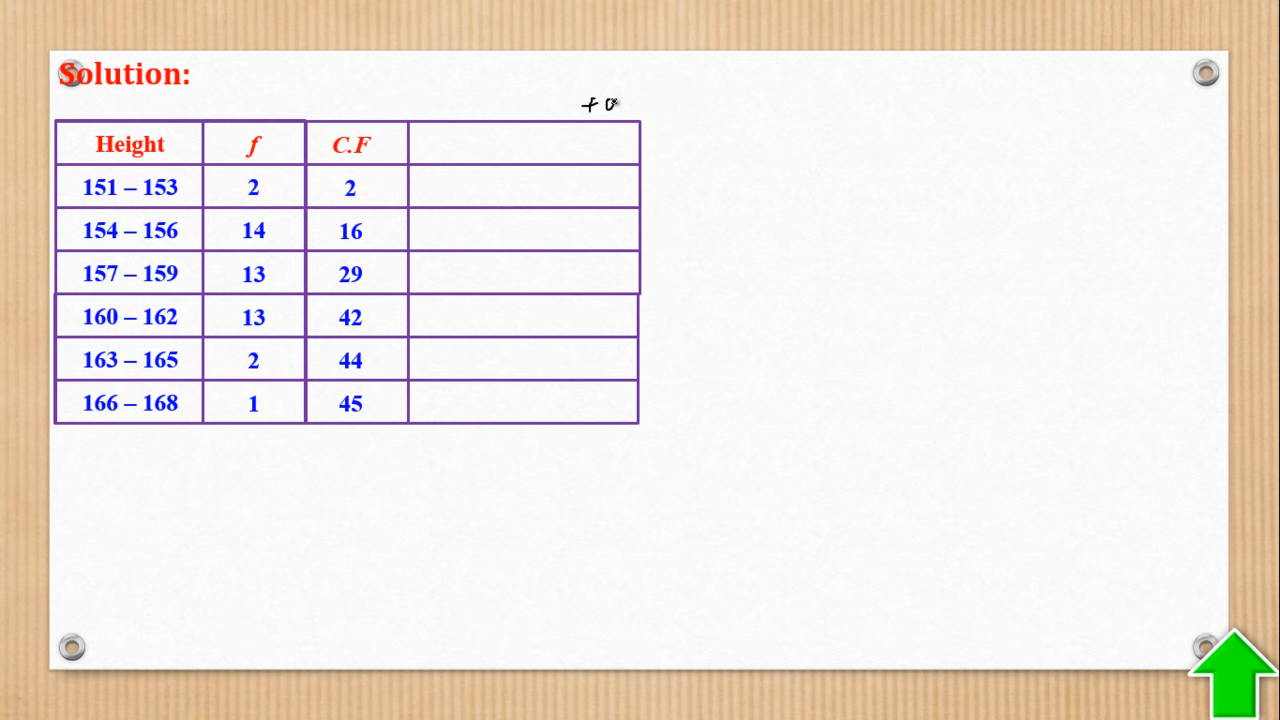 Solution:
+ 0
Height f C.F
151 – 153 2 2
154 – 156 14 16
157 – 159 13 29
160 – 162 13 42
163 – 165 2 44
166 – 168 1 45